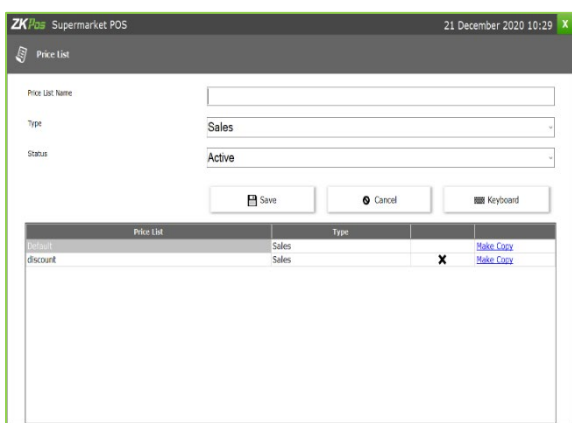 ZKPos Supermarket POS 21 December 2020 10:29 X
Price List
Price List Name
Type Sales
Status Active
Save Cancel Keyboard
Price List Type
Default Sales Make Copy
discount Sales X Make Copy